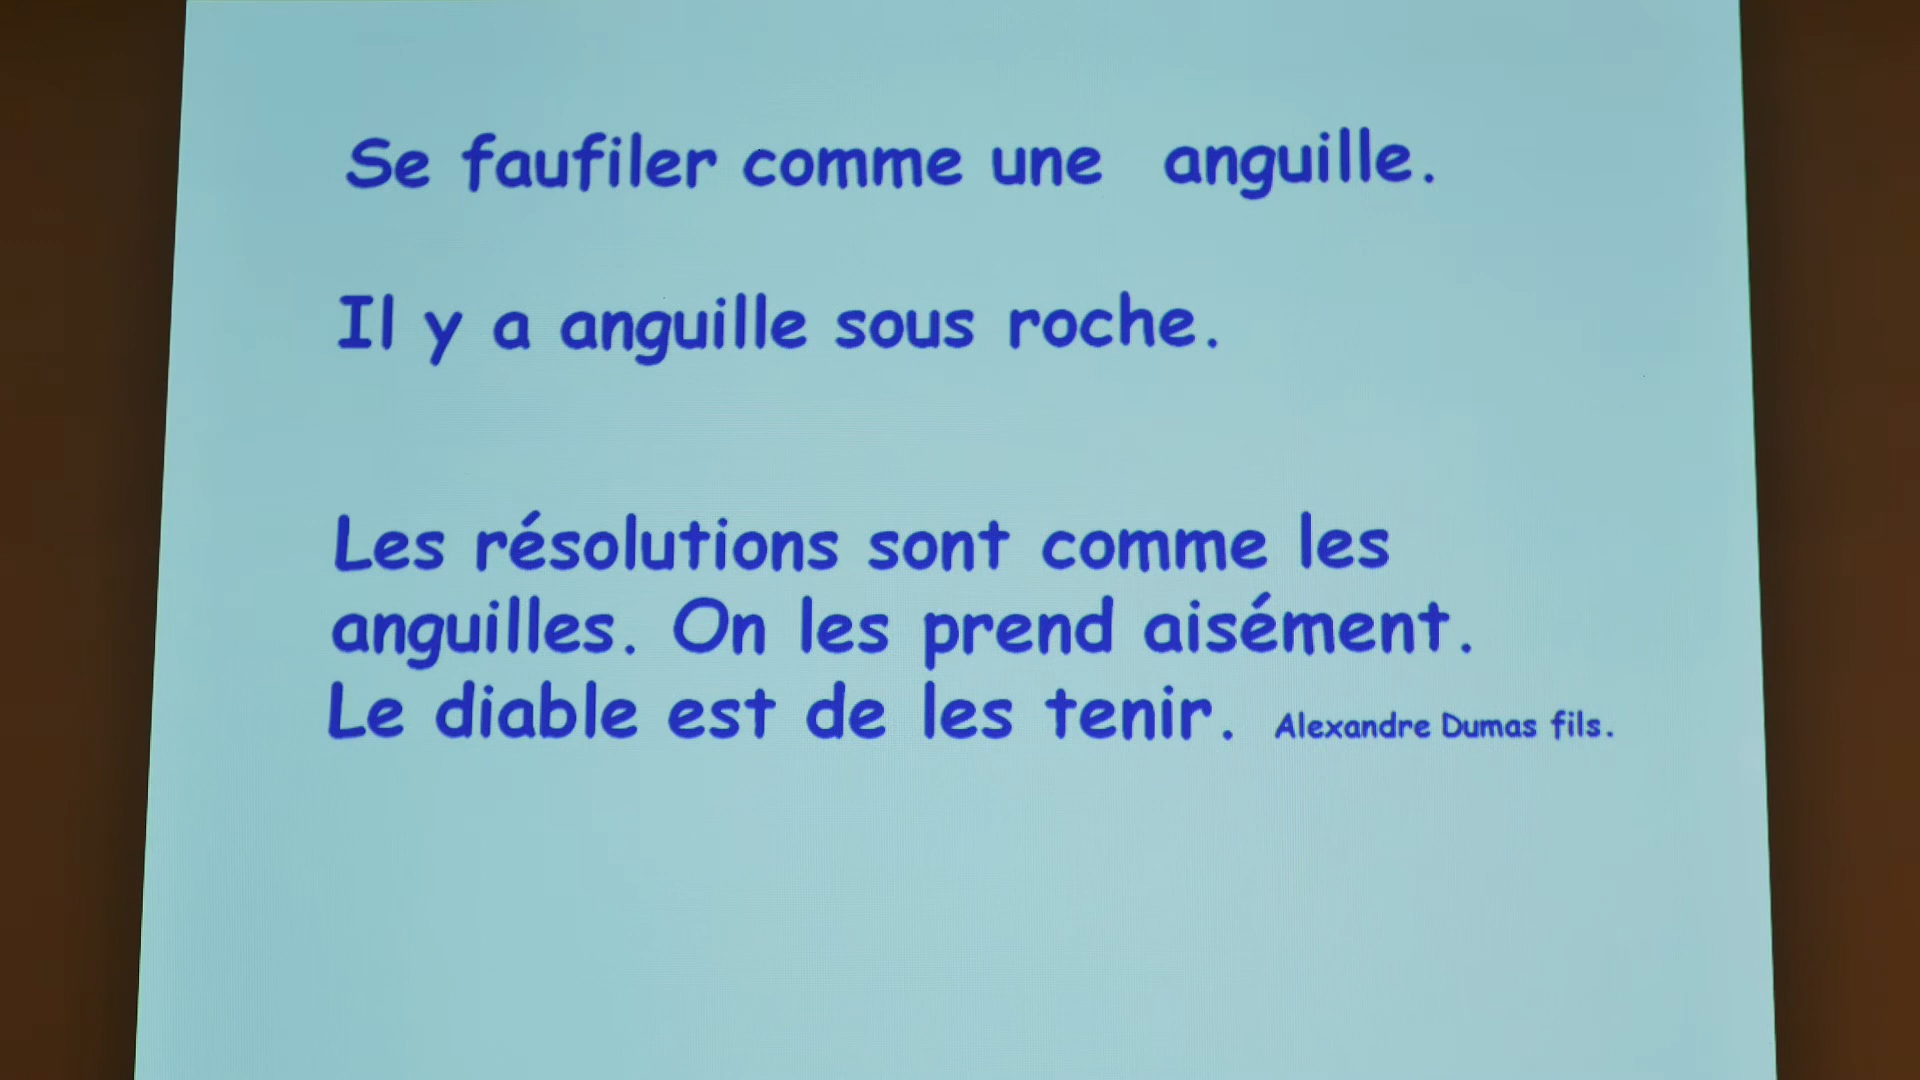 Se faufiler comme une anguille.
Il y a anguille sous roche.
Les résolutions sont comme les
anguilles. On les prend aisément.
Le diable est de les tenir. Alexandre Dumas fils.